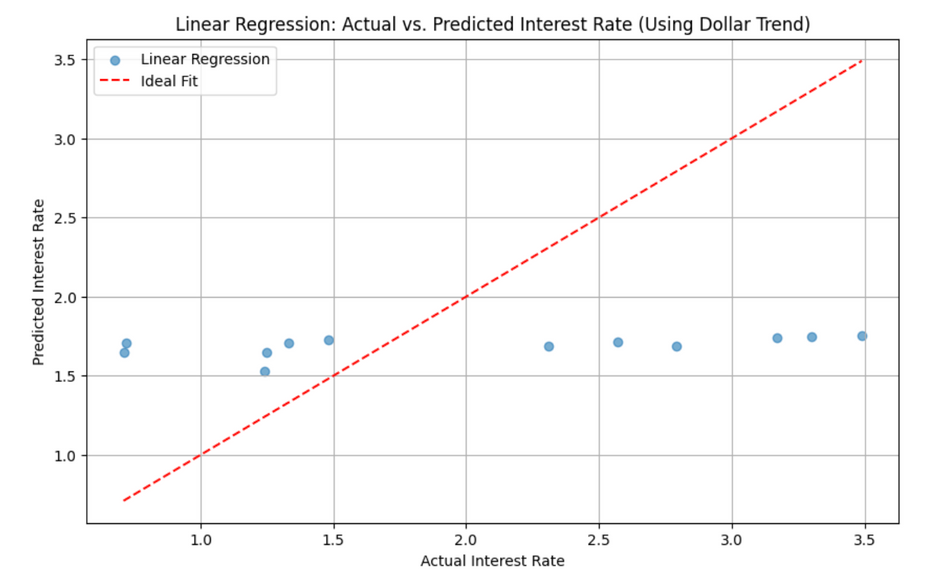 Linear Regression: Actual vs. Predicted Interest Rate (Using Dollar Trend)
Linear Regression
Ideal Fit
3.5
3.0
2.5
2.0
1.5
1.0
Predicted Interest Rate
1.0 1.5 2.0 2.5 3.0 3.5
Actual Interest Rate